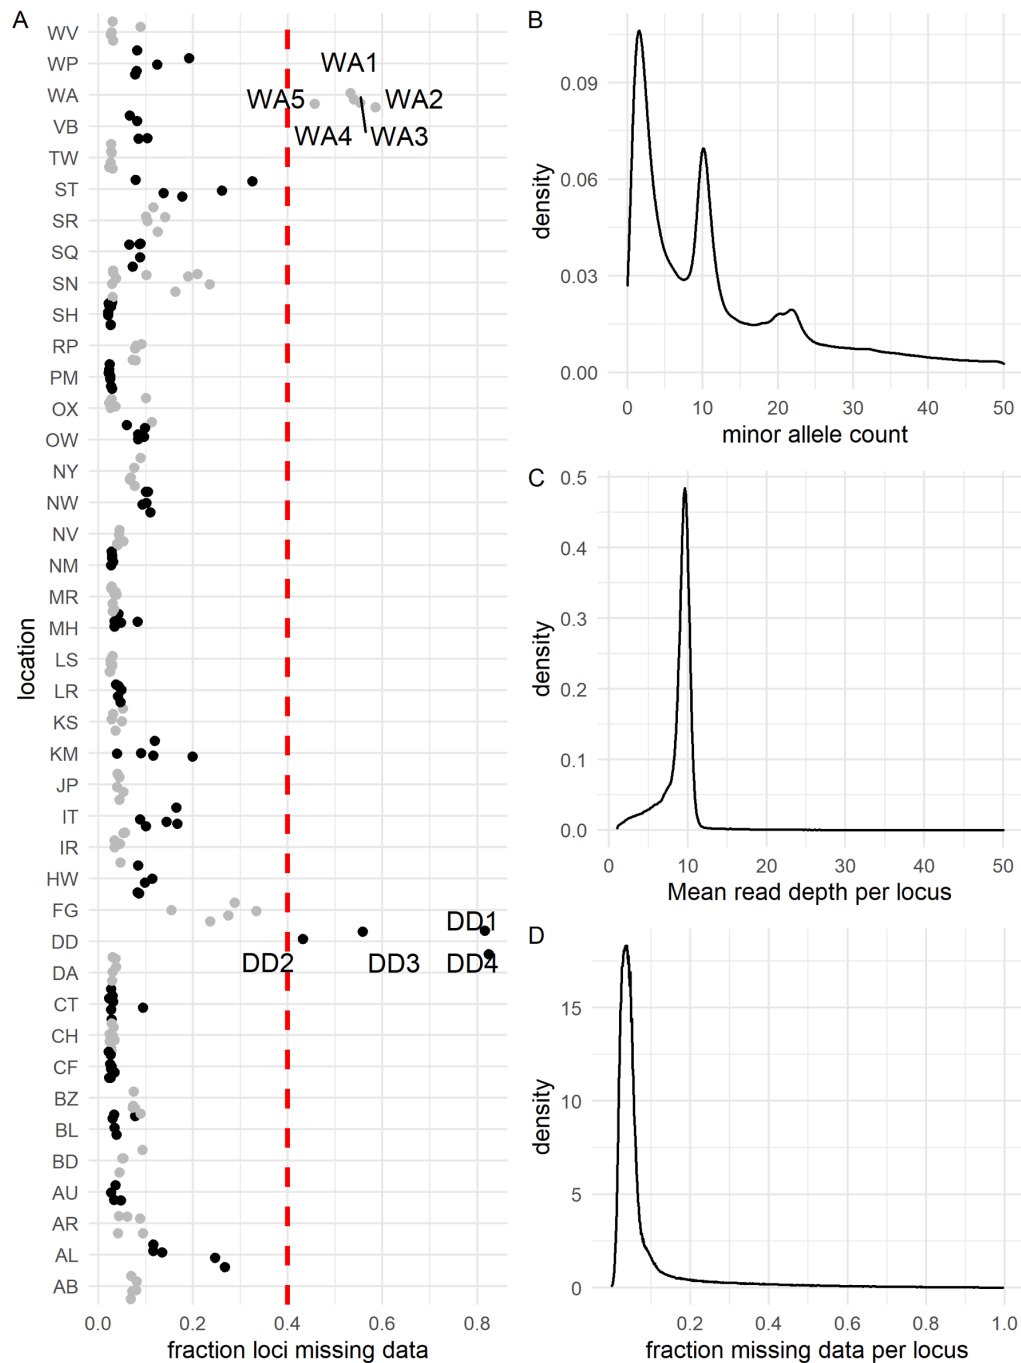 A
WV
WP
WA
VB
TW
ST
SR
SQ
SN
SH
RP
PM
OX
OW
NY
NW
NV
NM
MR
MH
LS
LR
KS
KM
JP
IT
IR
HW
FG
DD
DA
CT
CH
CF
BZ
BL
BD
AU
AR
AL
AB
location
WA1
WA5 WA2
WA4 WA3
DD1
DD2 DD3 DD4
0.0 0.2 0.4 0.6 0.8
fraction loci missing data
B
density
0.09
0.06
0.03
0.00
0 10 20 30 40 50
minor allele count
C
density
0.5
0.4
0.3
0.2
0.1
0.0
0 10 20 30 40 50
Mean read depth per locus
D
density
15
10
5
0
0.2 0.4 0.6 0.8 1.0
fraction missing data per locus